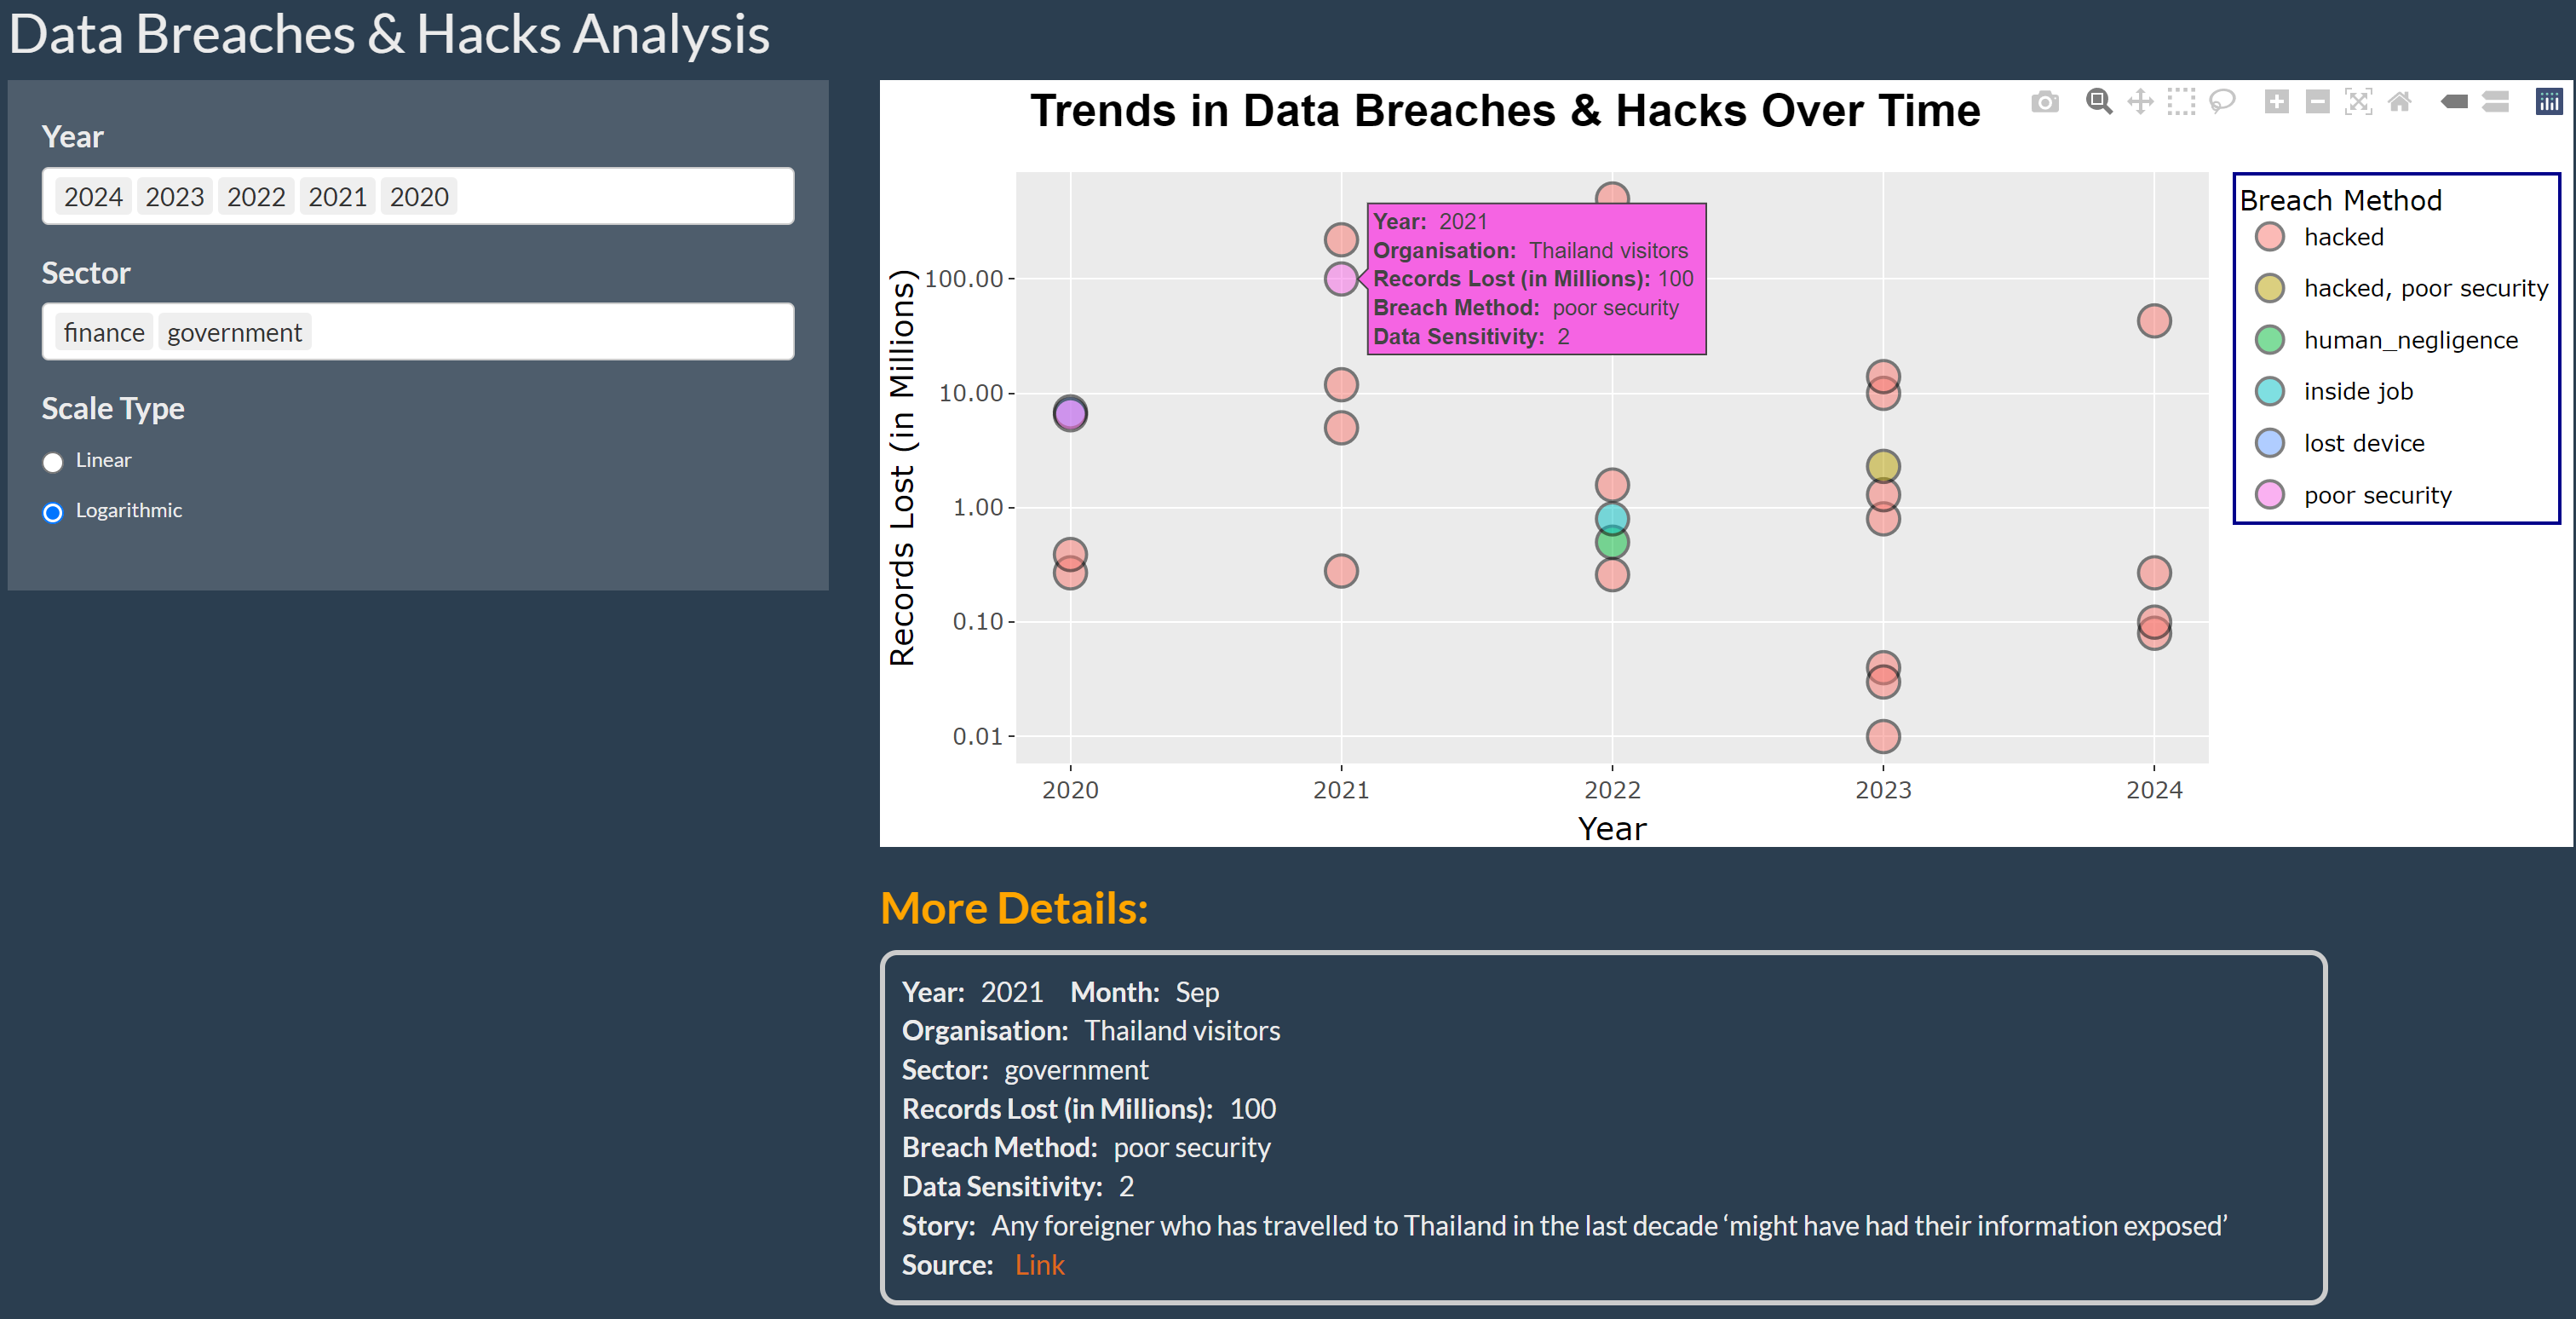 Data Breaches & Hacks Analysis
Year
2024 2023 2022 2021 2020
Sector
finance government
Scale Type
Linear
Logarithmic
Trends in Data Breaches & Hacks Over Time
Records Lost (in Millions)
100.00
10.00
1.00
0.10
0.01
Year: 2021
Organisation: Thailand visitors
Records Lost (in Millions): 100
Breach Method: poor security
Data Sensitivity: 2
2020 2021 2022 2023 2024
Year
Breach Method
hacked
hacked, poor security
human_negligence
inside job
lost device
poor security
More Details:
Year: 2021 Month: Sep
Organisation: Thailand visitors
Sector: government
Records Lost (in Millions): 100
Breach Method: poor security
Data Sensitivity: 2
Story: Any foreigner who has travelled to Thailand in the last decade ‘might have had their information exposed’
Source: Link